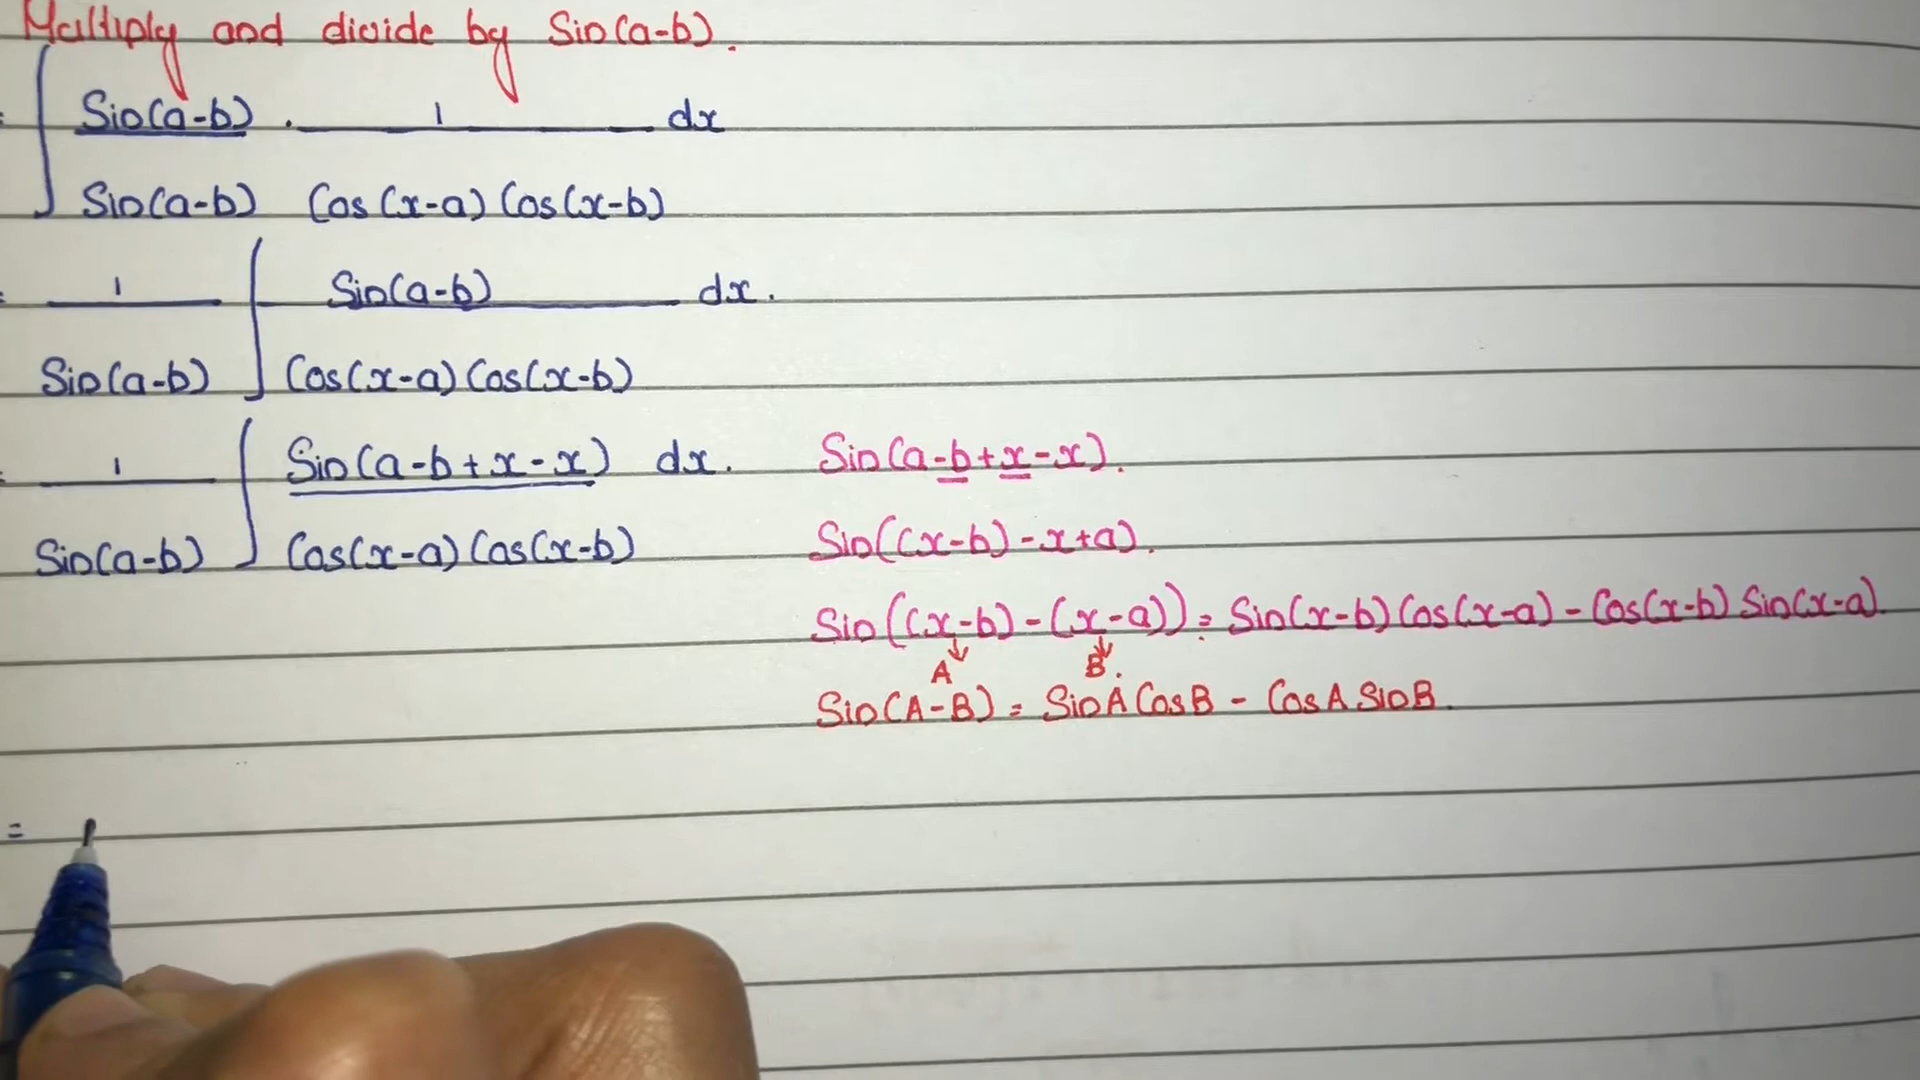 Multiply and divide by Sin(a-b).
= ∫ Sin(a-b) . 1 dx
Sin(a-b) Cos(x-a) Cos(x-b)
= 1 ∫ Sin(a-b) dx.
Sin(a-b) Cos(x-a) Cos(x-b)
= 1 ∫ Sin(a-b+x-x) dx.
Sin(a-b) Cos(x-a) Cos(x-b)
Sin(a-b+x-x).
Sin((x-b)-x+a).
Sin((x-b)-(x-a)) = Sin(x-b) Cos(x-a) - Cos(x-b) Sin(x-a).
A B.
Sin(A-B) = SinA CosB - CosA SinB.
=